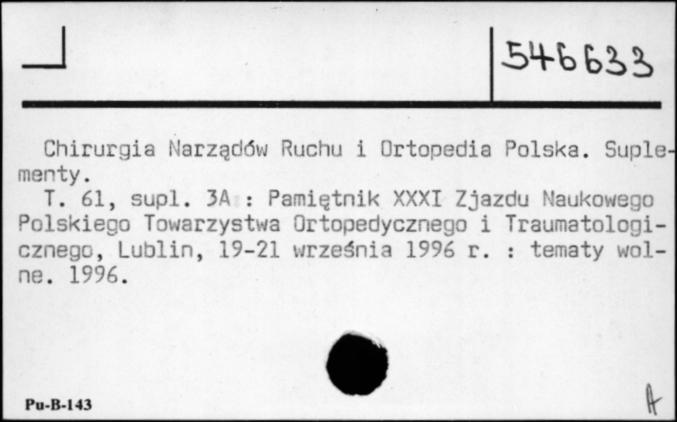 546633
Chirurgia Narządów Ruchu i Ortopedia Polska. Suple-
menty.
T. 61, supl. 3A : Pamiętnik XXXI Zjazdu Naukowego
Polskiego Towarzystwa Ortopedycznego i Traumatologi-
cznego, Lublin, 19-21 września 1996 r. : tematy wol-
ne. 1996.
Pu-B-143
A